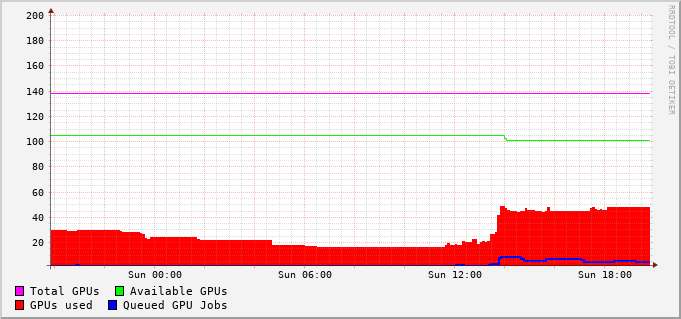 RRDTOOL / TOBI OETIKER
200
180
160
140
120
100
80
60
40
20
Sun 00:00 Sun 06:00 Sun 12:00 Sun 18:00
Total GPUs Available GPUs
GPUs used Queued GPU Jobs